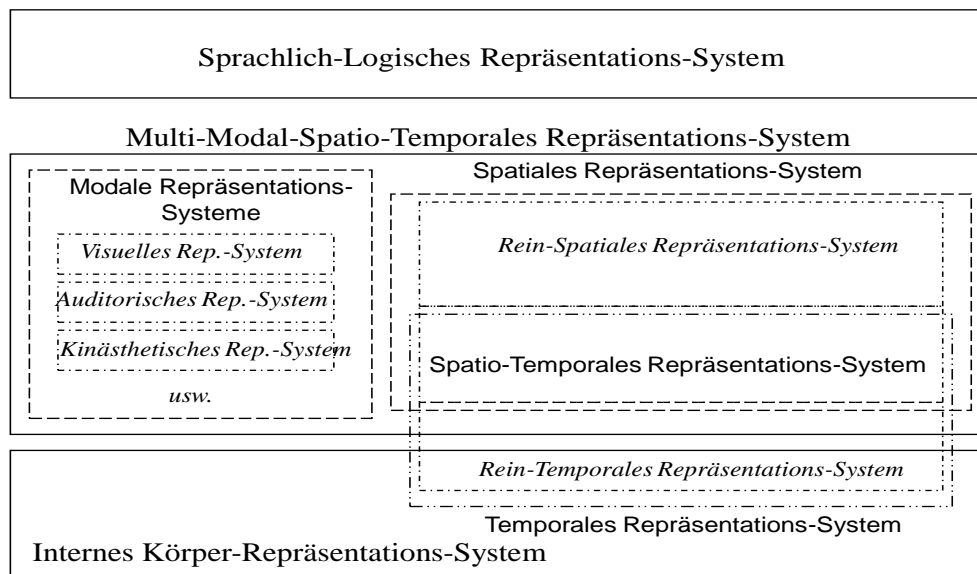 Sprachlich-Logisches Repräsentations-System
Multi-Modal-Spatio-Temporales Repräsentations-System
Modale Repräsentations-
Systeme
Visuelles Rep.-System
Auditorisches Rep.-System
Kinästhetisches Rep.-System
usw.
Spatiales Repräsentations-System
Rein-Spatiales Repräsentations-System
Spatio-Temporales Repräsentations-System
Rein-Temporales Repräsentations-System
Temporales Repräsentations-System
Internes Körper-Repräsentations-System